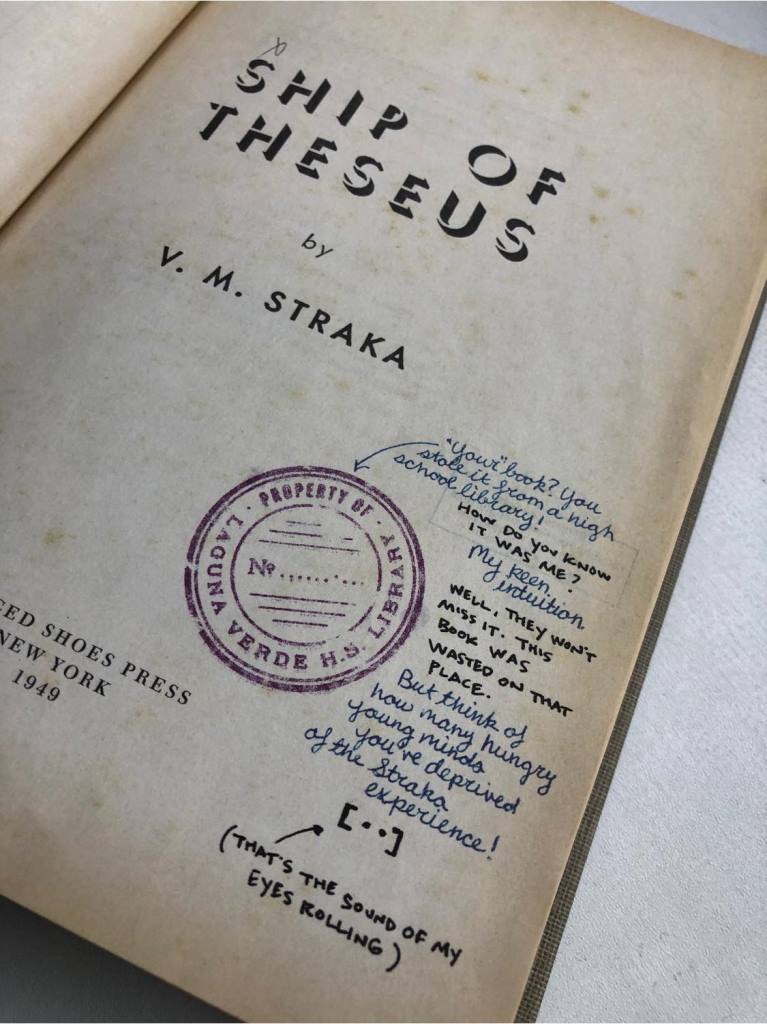 SHIP OF
THESEUS
by
V. M. STRAKA
"Your" book? You
stole it from a high
school library!
HOW DO YOU KNOW
IT WAS ME?
My keen
intuition
WELL, THEY WON'T
MISS IT. THIS
BOOK WAS
WASTED ON THAT
PLACE.
But think of
how many hungry
young minds
you've deprived
of the Straka
experience!
[··]
(THAT'S THE SOUND OF MY
EYES ROLLING)
· PROPERTY OF ·
LAGUNA VERDE H.S. LIBRARY
No...........
SHOES PRESS
NEW YORK
1949